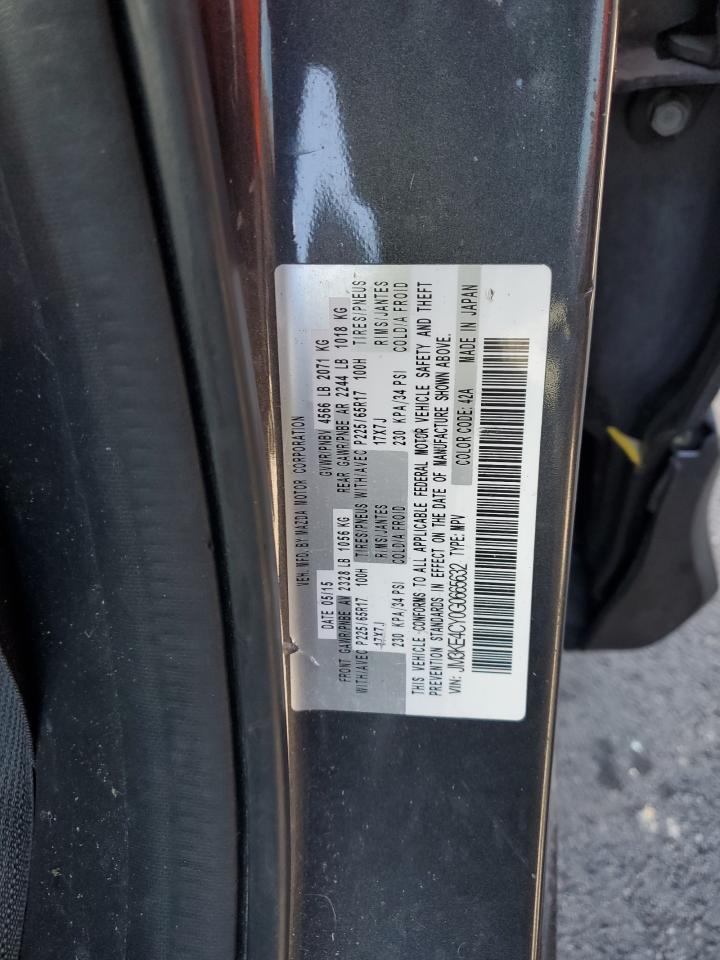 VEH. MFD. BY MAZDA MOTOR CORPORATION
DATE 05/15 GVWR/PNBV 4566 LB 2071 KG
FRONT GAWR/PNBE AV 2328 LB 1056 KG REAR GAWR/PNBE AR 2244 LB 1018 KG
WITH/AVEC P225/65R17 100H TIRES/PNEUS WITH/AVEC P225/65R17 100H TIRES/PNEUS
17X7J RIMS/JANTES 17X7J RIMS/JANTES
230 KPA/34 PSI COLD/A FROID 230 KPA/34 PSI COLD/A FROID
THIS VEHICLE CONFORMS TO ALL APPLICABLE FEDERAL MOTOR VEHICLE SAFETY AND THEFT
PREVENTION STANDARDS IN EFFECT ON THE DATE OF MANUFACTURE SHOWN ABOVE.
VIN: JM3KE4CY0G0665632 TYPE: MPV COLOR CODE: 42A MADE IN JAPAN